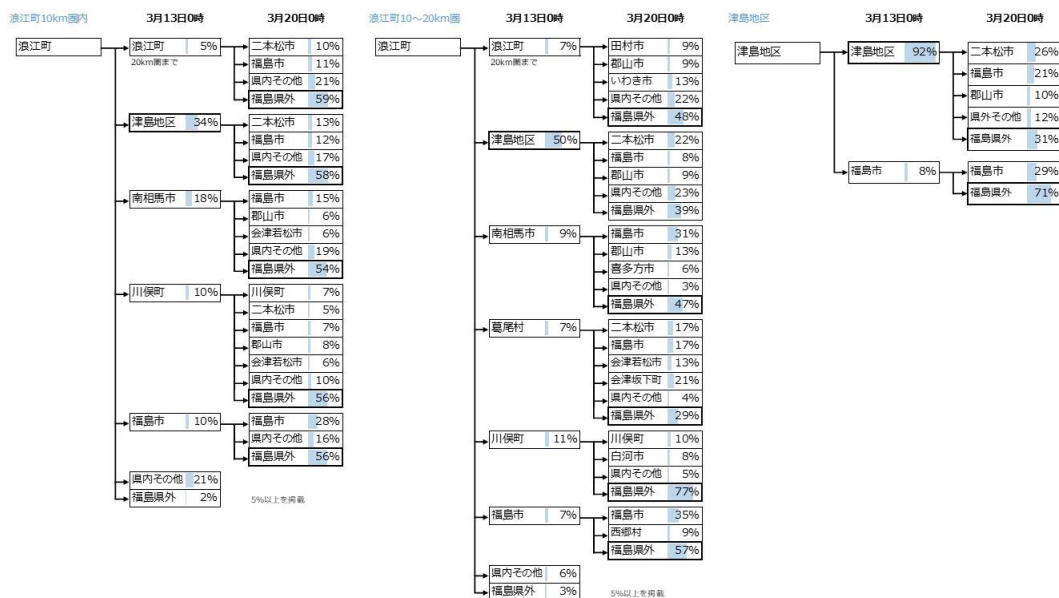 浪江町10km圏内 3月13日0時 3月20日0時
浪江町 浪江町 5% 二本松市 10%
20km圏まで 福島市 11%
県内その他 21%
福島県外 59%
津島地区 34% 二本松市 13%
福島市 12%
県内その他 17%
福島県外 58%
南相馬市 18% 福島市 15%
郡山市 6%
会津若松市 6%
県内その他 19%
福島県外 54%
川俣町 10% 川俣町 7%
二本松市 5%
福島市 7%
郡山市 8%
会津若松市 6%
県内その他 10%
福島県外 56%
福島市 10% 福島市 28%
県内その他 16%
福島県外 56%
県内その他 21%
福島県外 2% 5%以上を掲載
浪江町10~20km圏 3月13日0時 3月20日0時
浪江町 浪江町 7% 田村市 9%
20km圏まで 郡山市 9%
いわき市 13%
県内その他 22%
福島県外 48%
津島地区 50% 二本松市 22%
福島市 8%
郡山市 9%
県内その他 23%
福島県外 39%
南相馬市 9% 福島市 31%
郡山市 13%
喜多方市 6%
県内その他 3%
福島県外 47%
葛尾村 7% 二本松市 17%
福島市 17%
会津若松市 13%
会津坂下町 21%
県内その他 4%
福島県外 29%
川俣町 11% 川俣町 10%
白河市 8%
県内その他 5%
福島県外 77%
福島市 7% 福島市 35%
西郷村 9%
福島県外 57%
県内その他 6%
福島県外 3% 5%以上を掲載
津島地区 3月13日0時 3月20日0時
津島地区 津島地区 92% 二本松市 26%
福島市 21%
郡山市 10%
県外その他 12%
福島県外 31%
福島市 8% 福島市 29%
福島県外 71%